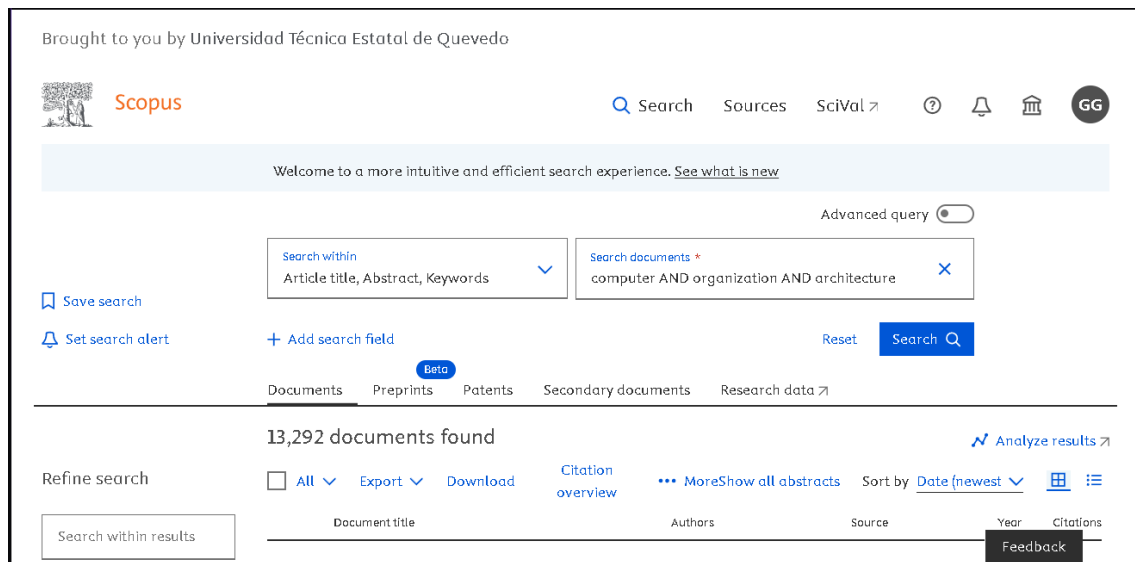 Brought to you by Universidad Técnica Estatal de Quevedo
Scopus
Search Sources SciVal GG
Welcome to a more intuitive and efficient search experience. See what is new
Advanced query
Search within
Article title, Abstract, Keywords
Search documents *
computer AND organization AND architecture
Save search
Set search alert
Add search field
Reset
Search
Beta
Documents Preprints Patents Secondary documents Research data
13,292 documents found
Analyze results
Refine search
All Export Download Citation overview MoreShow all abstracts Sort by Date (newest
Search within results
Document title Authors Source Year Citations
Feedback